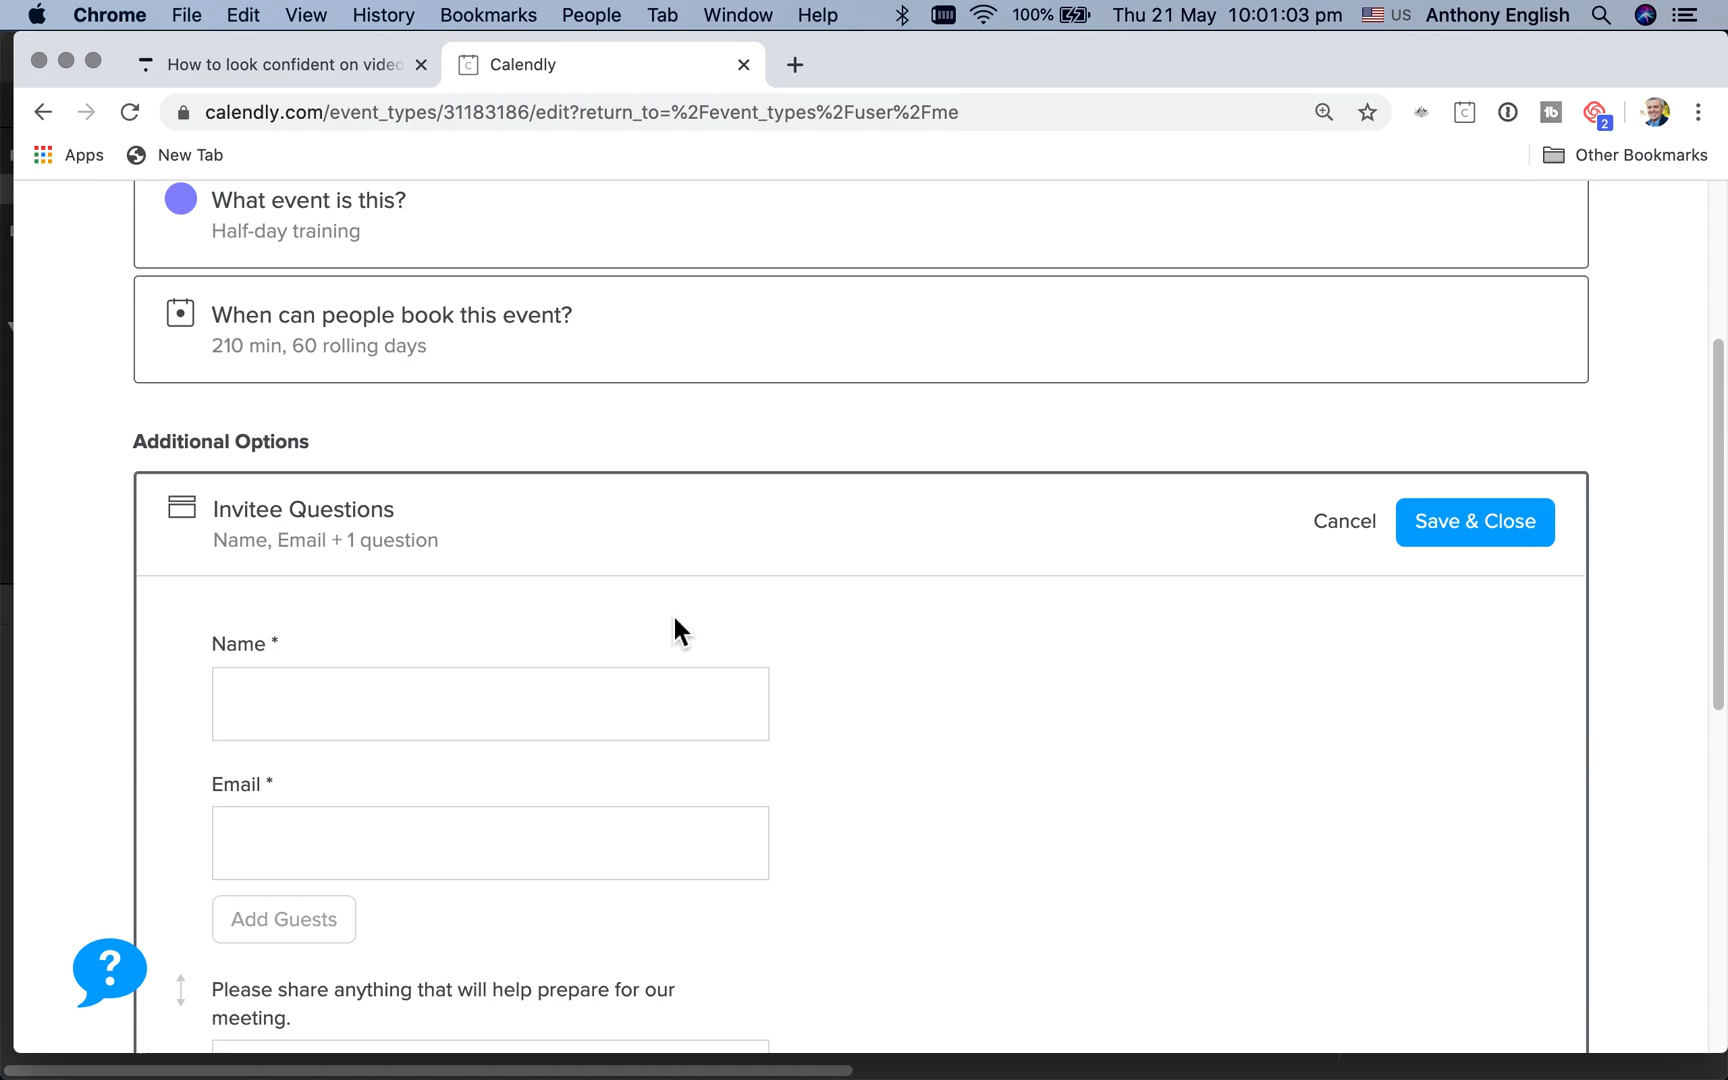 Chrome File Edit View History Bookmarks People Tab Window Help 100% Thu 21 May 10:01:03 pm US Anthony English
How to look confident on video Calendly
calendly.com/event_types/31183186/edit?return_to=%2Fevent_types%2Fuser%2Fme 2
Apps New Tab Other Bookmarks
What event is this?
Half-day training
When can people book this event?
210 min, 60 rolling days
Additional Options
Invitee Questions
Name, Email + 1 question
Cancel Save & Close
Name *
Email *
Add Guests
Please share anything that will help prepare for our
meeting.